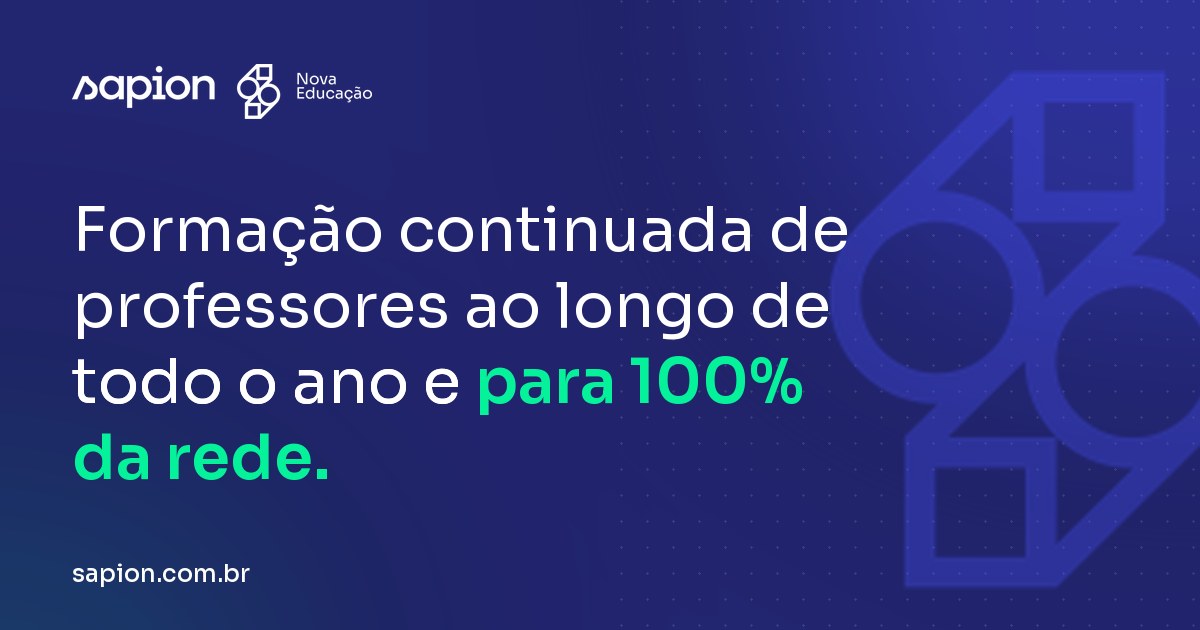 sapion
Nova
Educação
Formação continuada de
professores ao longo de
todo o ano e para 100%
da rede.
sapion.com.br